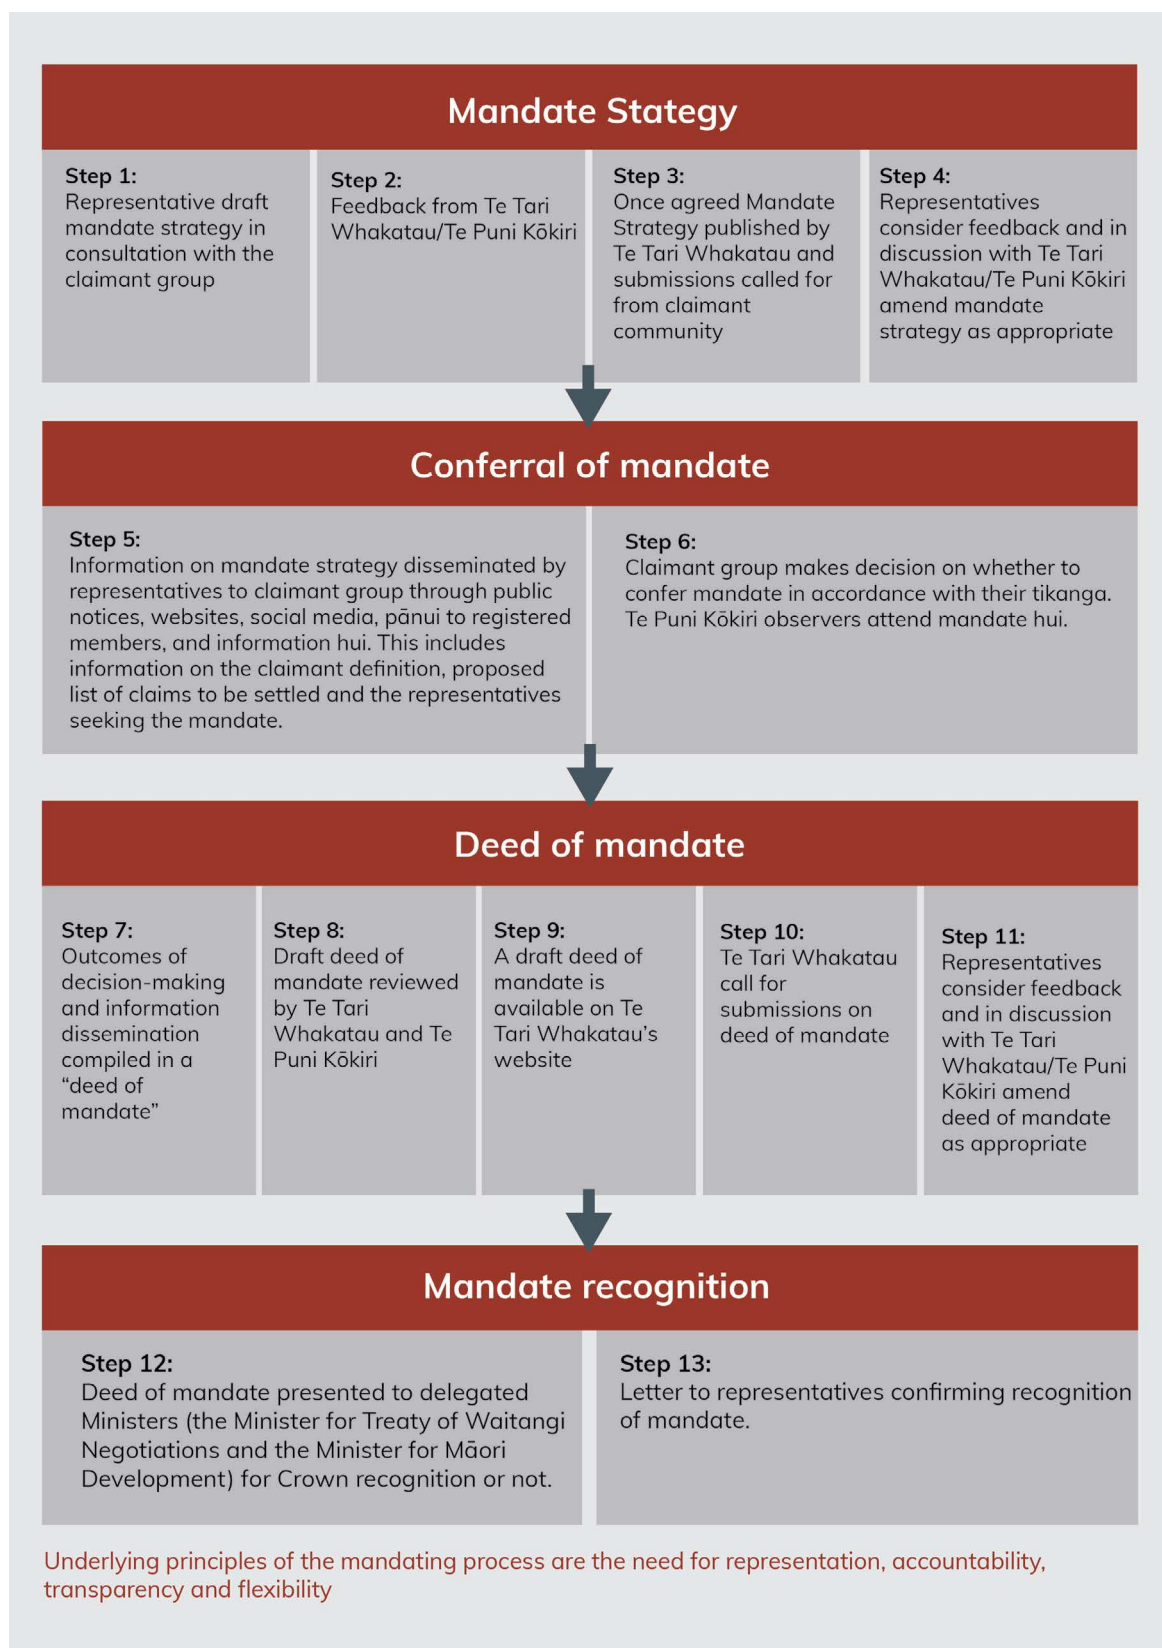 Mandate Stategy
Step 1:
Representative draft
mandate strategy in
consultation with the
claimant group
Step 2:
Feedback from Te Tari
Whakatau/Te Puni Kōkiri
Step 3:
Once agreed Mandate
Strategy published by
Te Tari Whakatau and
submissions called for
from claimant
community
Step 4:
Representatives
consider feedback and in
discussion with Te Tari
Whakatau/Te Puni Kōkiri
amend mandate
strategy as appropriate
Conferral of mandate
Step 5:
Information on mandate strategy disseminated by
representatives to claimant group through public
notices, websites, social media, pānui to registered
members, and information hui. This includes
information on the claimant definition, proposed
list of claims to be settled and the representatives
seeking the mandate.
Step 6:
Claimant group makes decision on whether to
confer mandate in accordance with their tikanga.
Te Puni Kōkiri observers attend mandate hui.
Deed of mandate
Step 7:
Outcomes of
decision-making
and information
dissemination
compiled in a
“deed of
mandate”
Step 8:
Draft deed of
mandate reviewed
by Te Tari
Whakatau and Te
Puni Kōkiri
Step 9:
A draft deed of
mandate is
available on Te
Tari Whakatau’s
website
Step 10:
Te Tari Whakatau
call for
submissions on
deed of mandate
Step 11:
Representatives
consider feedback
and in discussion
with Te Tari
Whakatau/Te Puni
Kōkiri amend
deed of mandate
as appropriate
Mandate recognition
Step 12:
Deed of mandate presented to delegated
Ministers (the Minister for Treaty of Waitangi
Negotiations and the Minister for Māori
Development) for Crown recognition or not.
Step 13:
Letter to representatives confirming recognition
of mandate.
Underlying principles of the mandating process are the need for representation, accountability,
transparency and flexibility